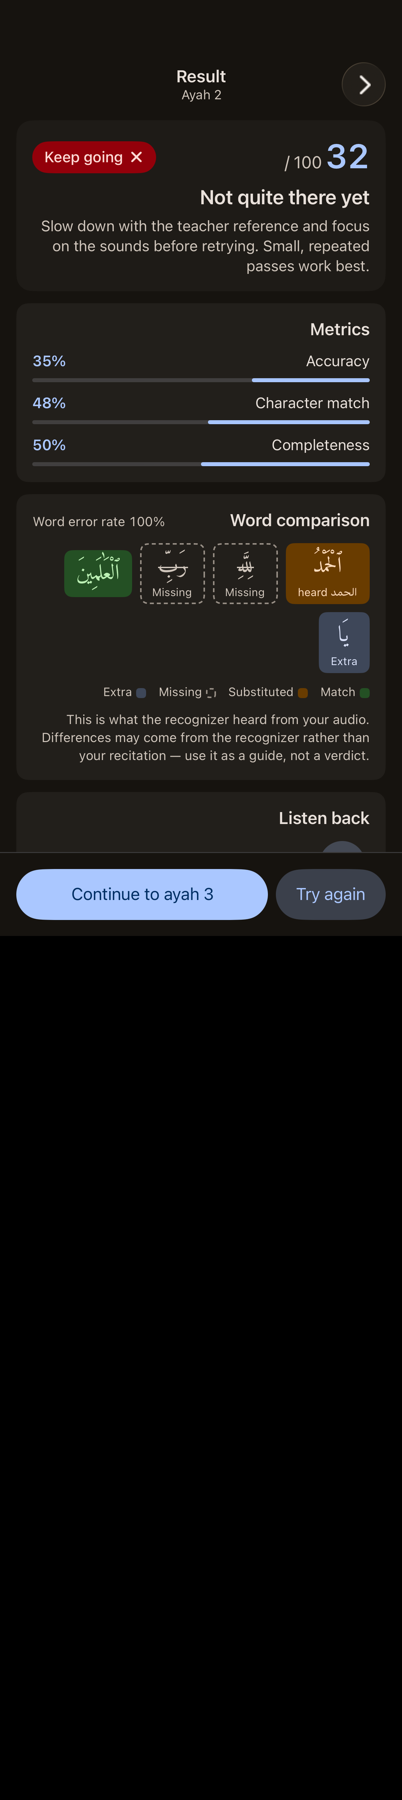 Result
Ayah 2
Keep going ✕
/ 100 32
Not quite there yet
Slow down with the teacher reference and focus
on the sounds before retrying. Small, repeated
passes work best.
Metrics
35% Accuracy
48% Character match
50% Completeness
Word error rate 100% Word comparison
ٱلْحَمْدُ لِلَّهِ رَبِّ ٱلْعَٰلَمِينَ
heard الحمد Missing Missing
يَا
Extra
Extra Missing Substituted Match
This is what the recognizer heard from your audio.
Differences may come from the recognizer rather than
your recitation — use it as a guide, not a verdict.
Listen back
Continue to ayah 3 Try again